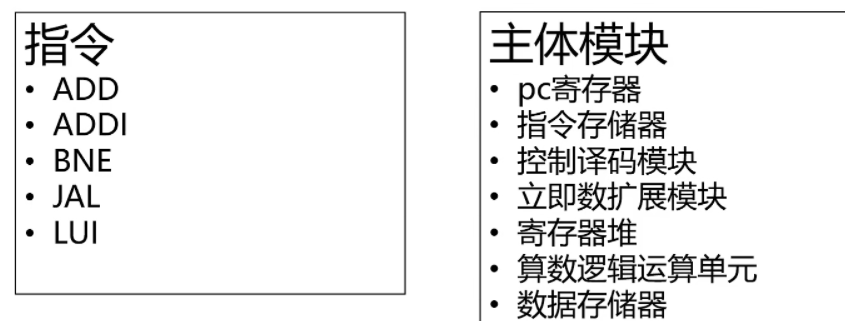 指令
• ADD
• ADDI
• BNE
• JAL
• LUI
主体模块
• pc寄存器
• 指令存储器
• 控制译码模块
• 立即数扩展模块
• 寄存器堆
• 算数逻辑运算单元
• 数据存储器